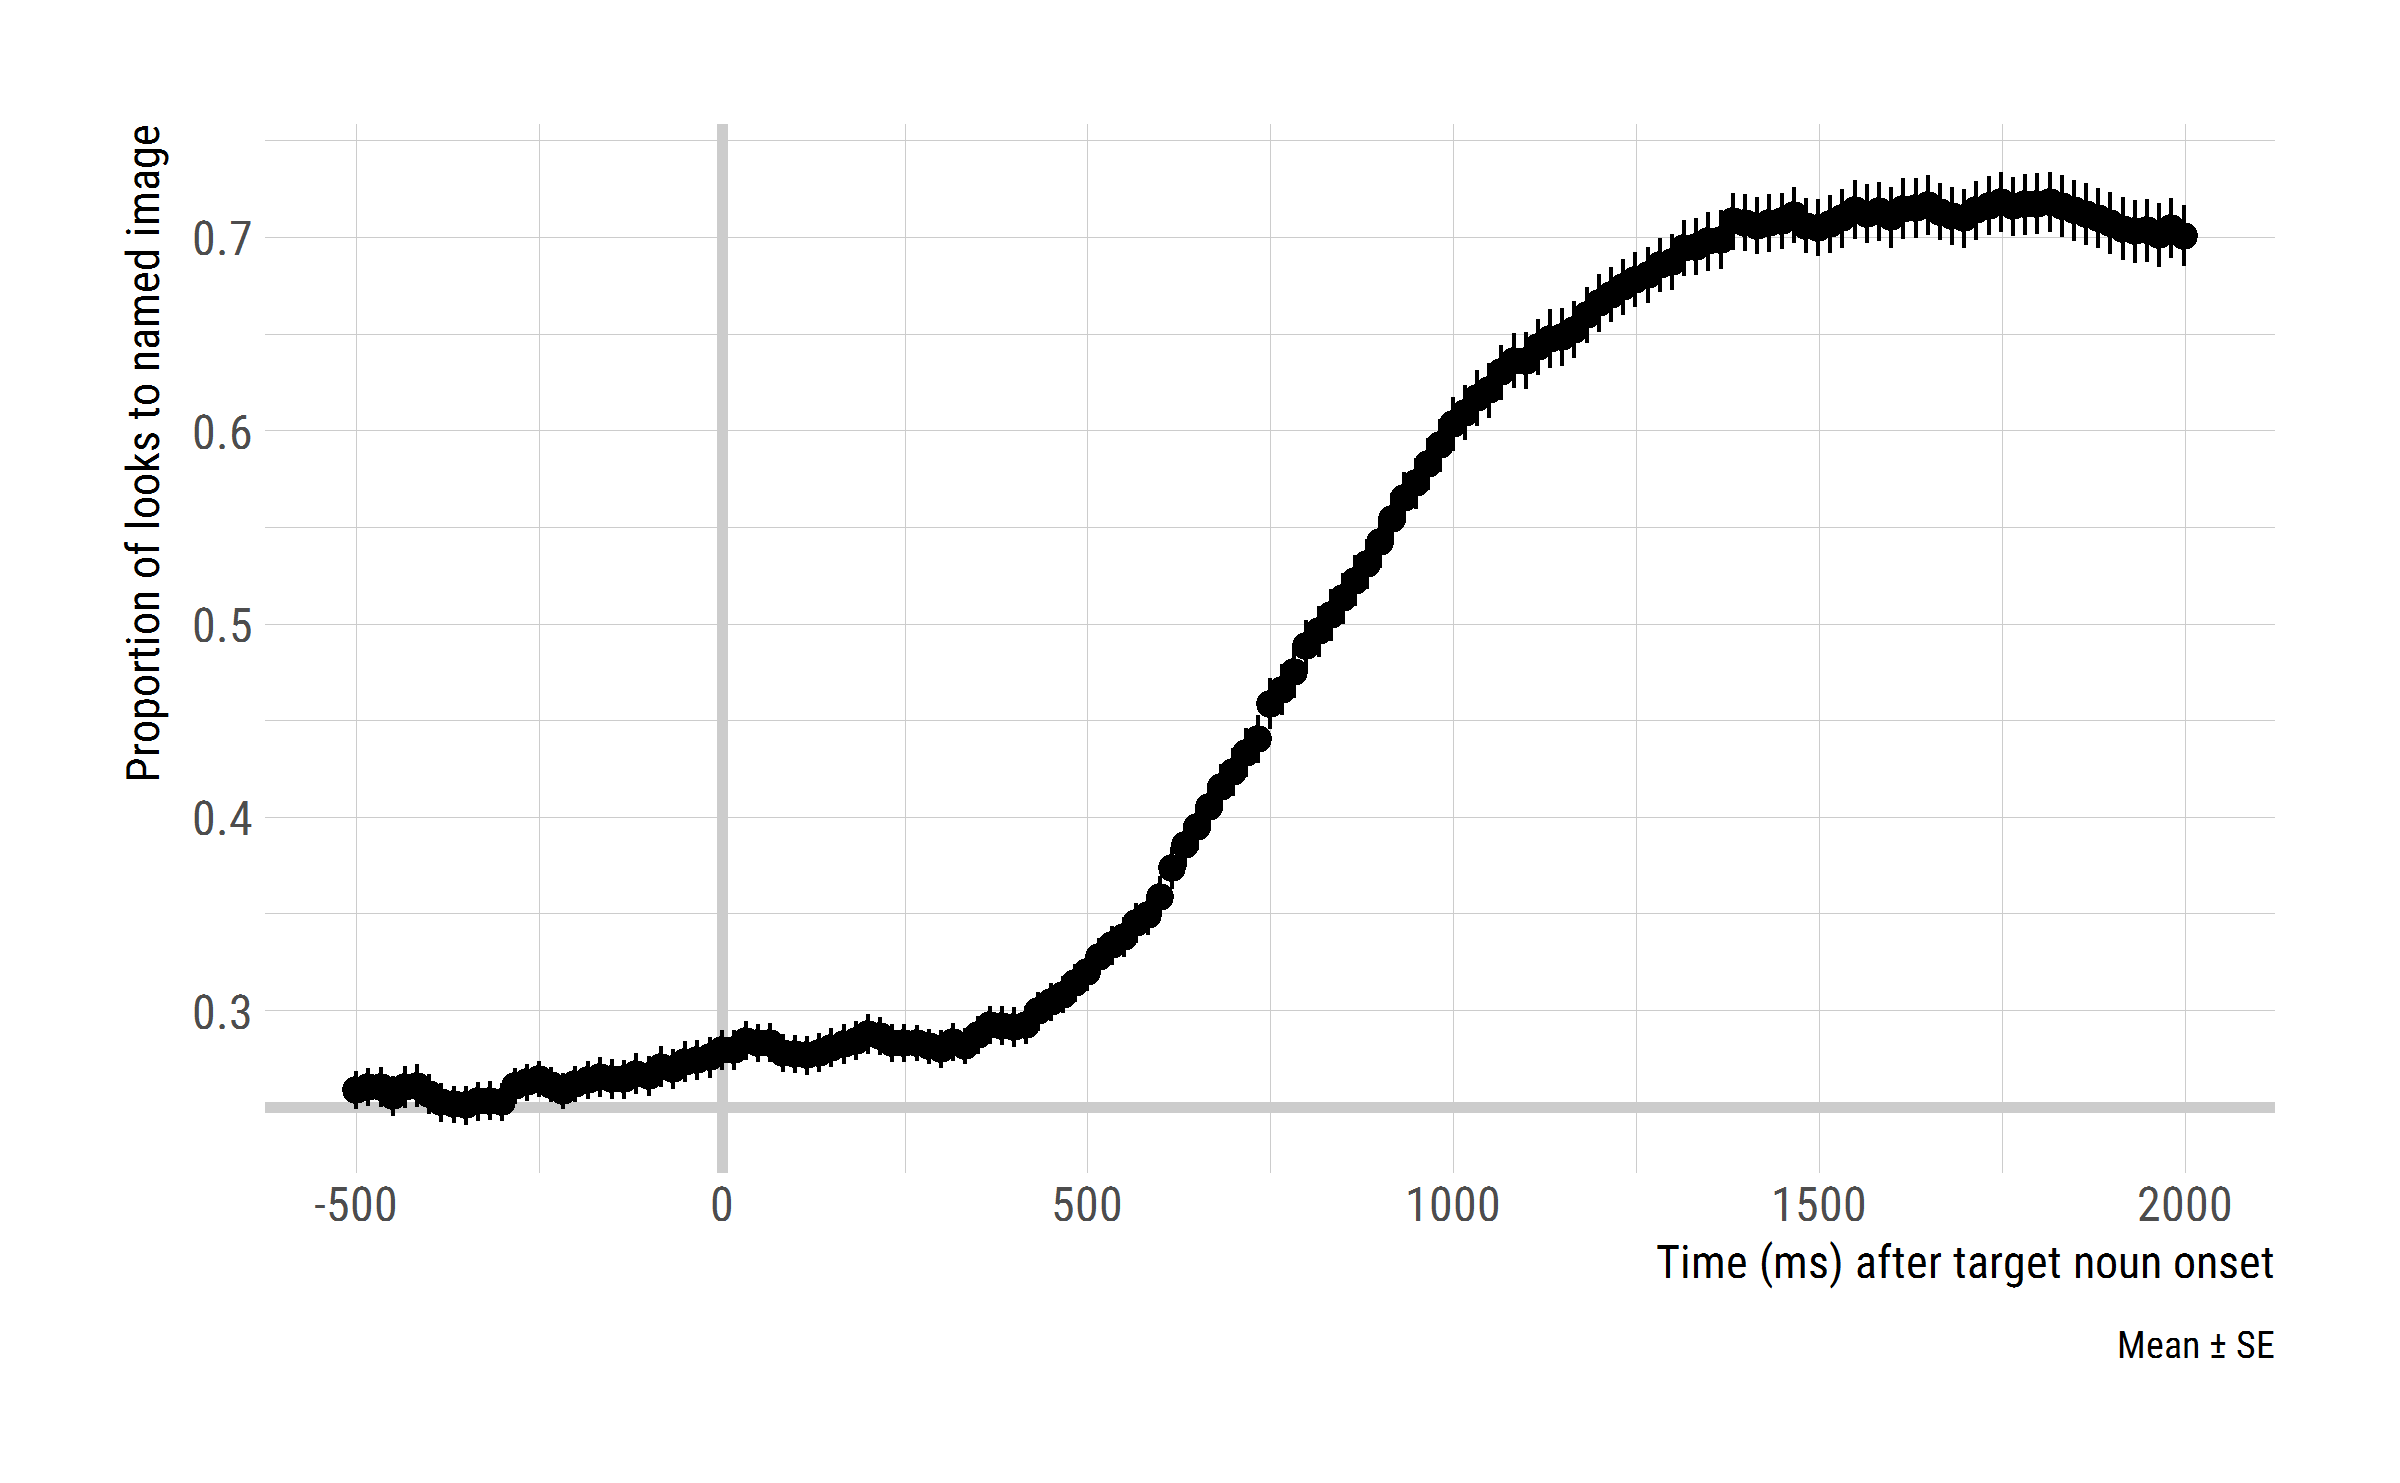 Proportion of looks to named image
0.7
0.6
0.5
0.4
0.3
-500 0 500 1000 1500 2000
Time (ms) after target noun onset
Mean ± SE